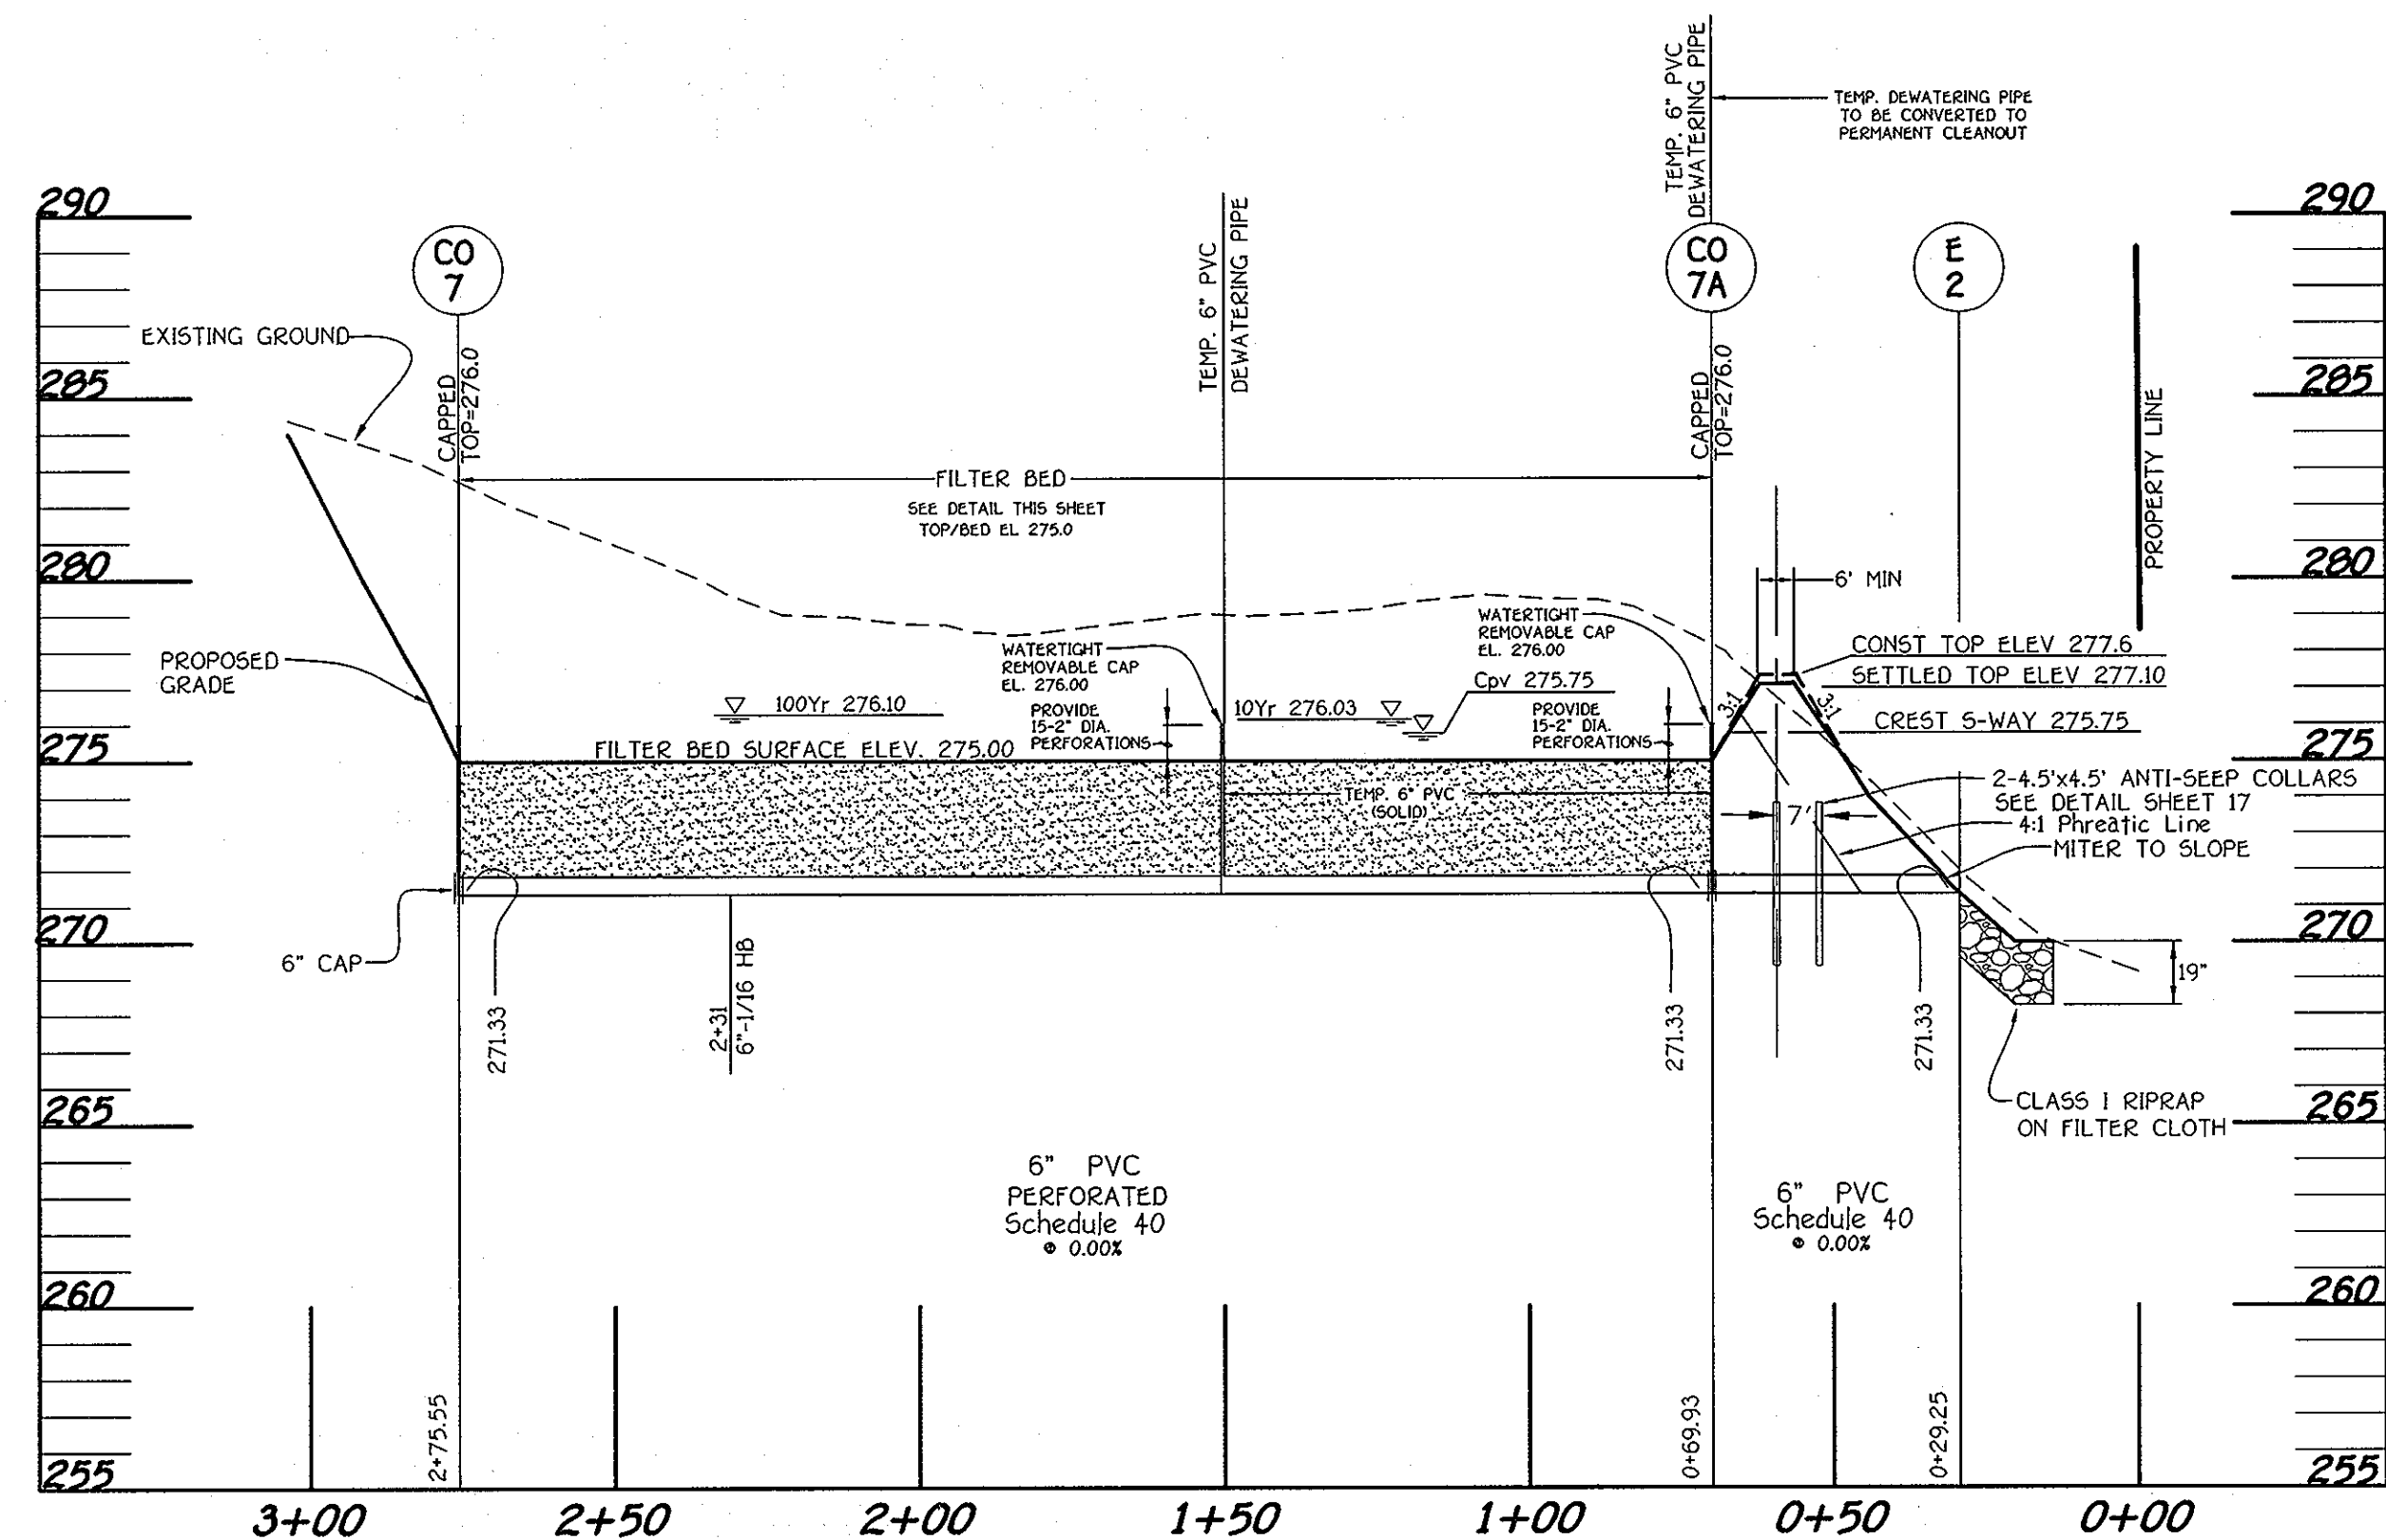 TEMP. 6" PVC
DEWATERING PIPE
TEMP. DEWATERING PIPE
TO BE CONVERTED TO
PERMANENT CLEANOUT
290
290
CO
7
TEMP. 6" PVC
DEWATERING PIPE
CO
7A
E
2
EXISTING GROUND
CAPPED
TOP=276.0
CAPPED
TOP=276.0
PROPERTY LINE
285
285
FILTER BED
SEE DETAIL THIS SHEET
TOP/BED EL 275.0
280
280
6' MIN
WATERTIGHT
REMOVABLE CAP
EL. 276.00
WATERTIGHT
REMOVABLE CAP
EL. 276.00
CONST TOP ELEV 277.6
SETTLED TOP ELEV 277.10
PROPOSED
GRADE
Cpv 275.75
100Yr 276.10
PROVIDE
15-2" DIA.
PERFORATIONS
10Yr 276.03
PROVIDE
15-2" DIA.
PERFORATIONS
3:1
3:1
CREST S-WAY 275.75
275
FILTER BED SURFACE ELEV. 275.00
275
TEMP. 6" PVC
(SOLID)
7'
2-4.5'x4.5' ANTI-SEEP COLLARS
SEE DETAIL SHEET 17
4:1 Phreatic Line
MITER TO SLOPE
270
270
6" CAP
19"
271.33
2+31
6"-1/16 HB
271.33
271.33
265
265
CLASS I RIPRAP
ON FILTER CLOTH
6" PVC
PERFORATED
Schedule 40
@ 0.00%
6" PVC
Schedule 40
@ 0.00%
260
260
2+75.55
0+69.93
0+29.25
255
255
3+00
2+50
2+00
1+50
1+00
0+50
0+00